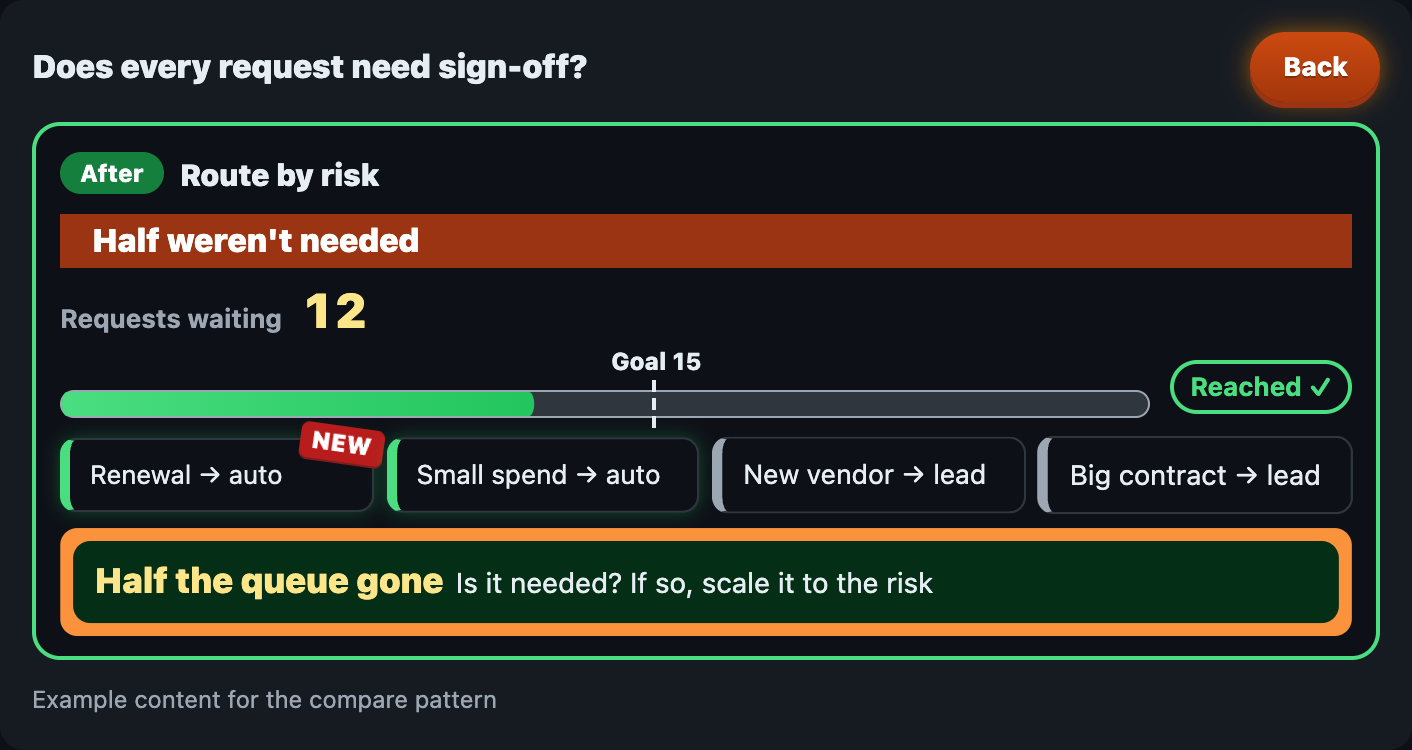 Does every request need sign-off?
Back
After
Route by risk
Half weren't needed
Requests waiting 12
Goal 15
Reached ✓
NEW
Renewal → auto
Small spend → auto
New vendor → lead
Big contract → lead
Half the queue gone Is it needed? If so, scale it to the risk
Example content for the compare pattern